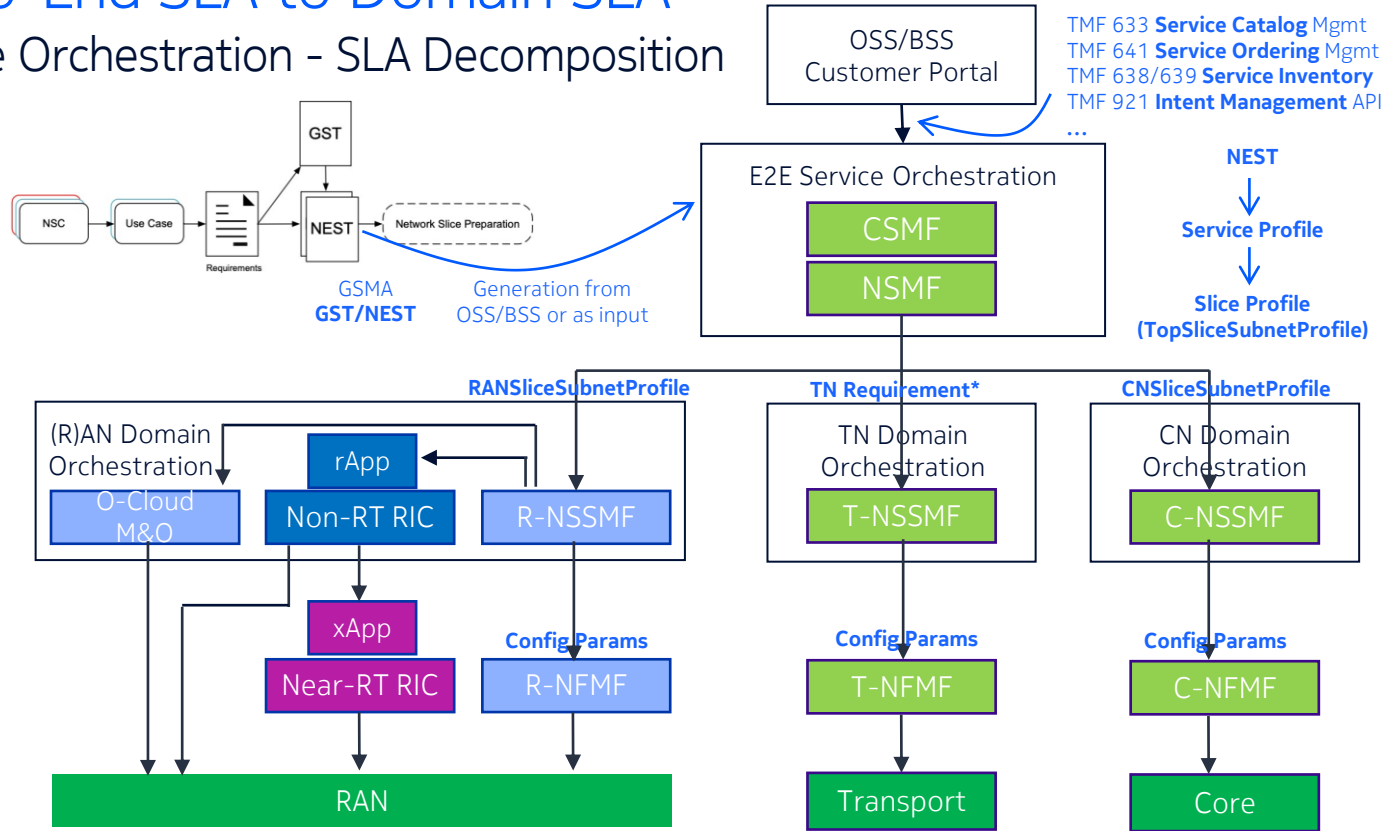 End SLA to Domain SLA
e Orchestration - SLA Decomposition
OSS/BSS
Customer Portal
TMF 633 Service Catalog Mgmt
TMF 641 Service Ordering Mgmt
TMF 638/639 Service Inventory
TMF 921 Intent Management API
...
GST
NSC
Use Case
Requirements
NEST
Network Slice Preparation
GSMA
GST/NEST
Generation from
OSS/BSS or as input
E2E Service Orchestration
CSMF
NSMF
NEST
Service Profile
Slice Profile
(TopSliceSubnetProfile)
RANSliceSubnetProfile
TN Requirement*
CNSliceSubnetProfile
(R)AN Domain
Orchestration
rApp
O-Cloud
M&O
Non-RT RIC
R-NSSMF
TN Domain
Orchestration
T-NSSMF
CN Domain
Orchestration
C-NSSMF
xApp
Near-RT RIC
Config Params
R-NFMF
Config Params
T-NFMF
Config Params
C-NFMF
RAN
Transport
Core